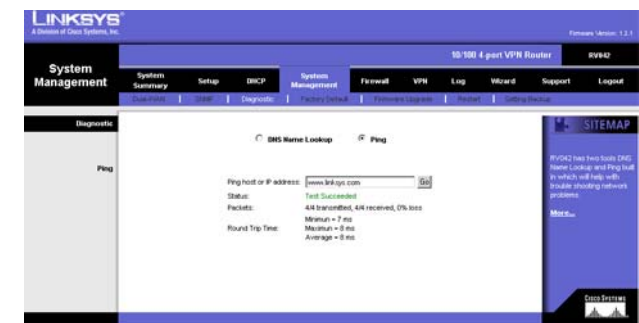 LINKSYS®
A Division of Cisco Systems, Inc.
Firmware Version: 1.2.1
10/100 4-port VPN Router
RV042
System Management
System Summary
Setup
DHCP
System Management
Firewall
VPN
Log
Wizard
Support
Logout
Dual-WAN | SNMP | Diagnostic | Factory Default | Firmware Upgrade | Restart | Setting Backup
Diagnostic
DNS Name Lookup
Ping
SITEMAP
Ping
Ping host or IP address: www.linksys.com Go
Status: Test Succeeded
Packets: 4/4 transmitted, 4/4 received, 0% loss
Round Trip Time:
Minimun = 7 ms
Maximun = 8 ms
Average = 8 ms
RV042 has two tools DNS
Name Lookup and Ping built
in which will help with
trouble shooting network
problems.
More...
CISCO SYSTEMS